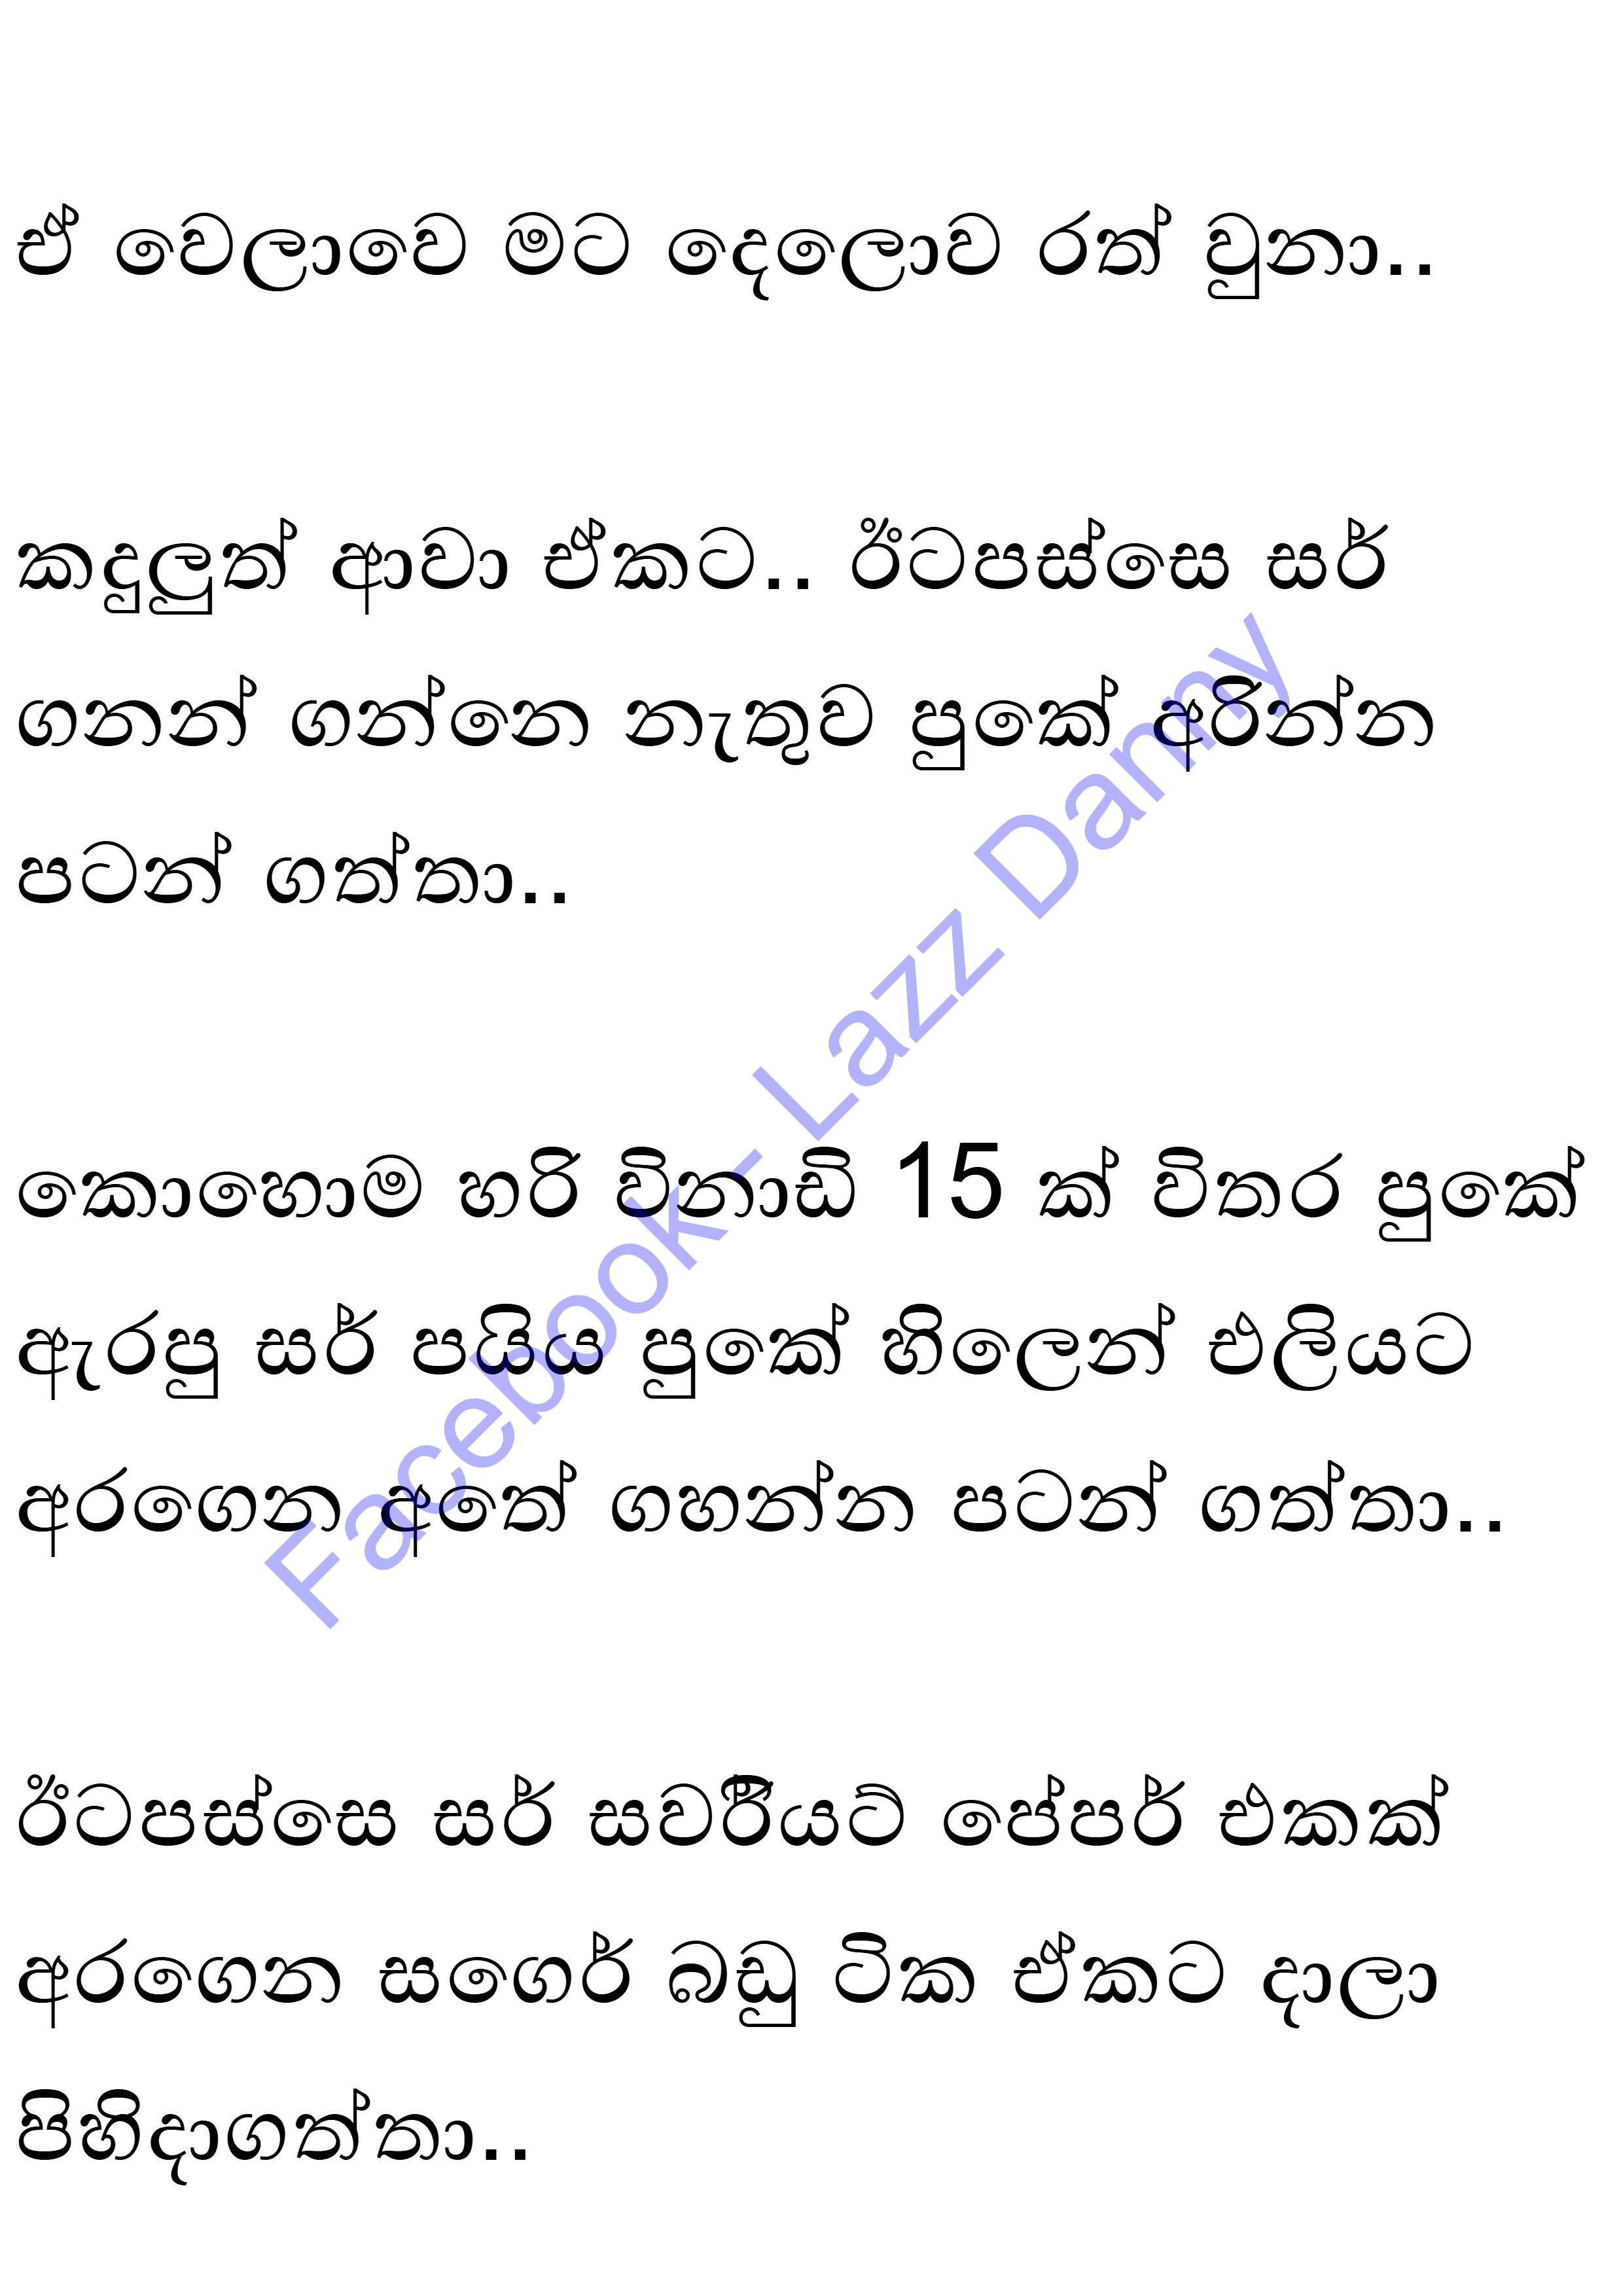 ඒ වෙලාවෙ මට දෙලොව රත් වුනා..
කදුලුත් ආවා ඒකට.. ඊටපස්සෙ සර්
ගනන් ගන්නෙ නැතුව පුකේ අරින්න
පටන් ගත්තා..
කොහොම හරි විනාඩි 15 ක් විතර පුකේ
ඇරපු සර් පයිය පුකේ හිලෙන් එලියට
අරගෙන අතේ ගහන්න පටන් ගත්තා..
ඊටපස්සෙ සර් සවර්‍රියට් පේපර් එකක්
අරගෙන සගෙර් බඩු ටික ඒකට දාලා
පිහිදාගත්තා..
Facebook- Lazz Danny